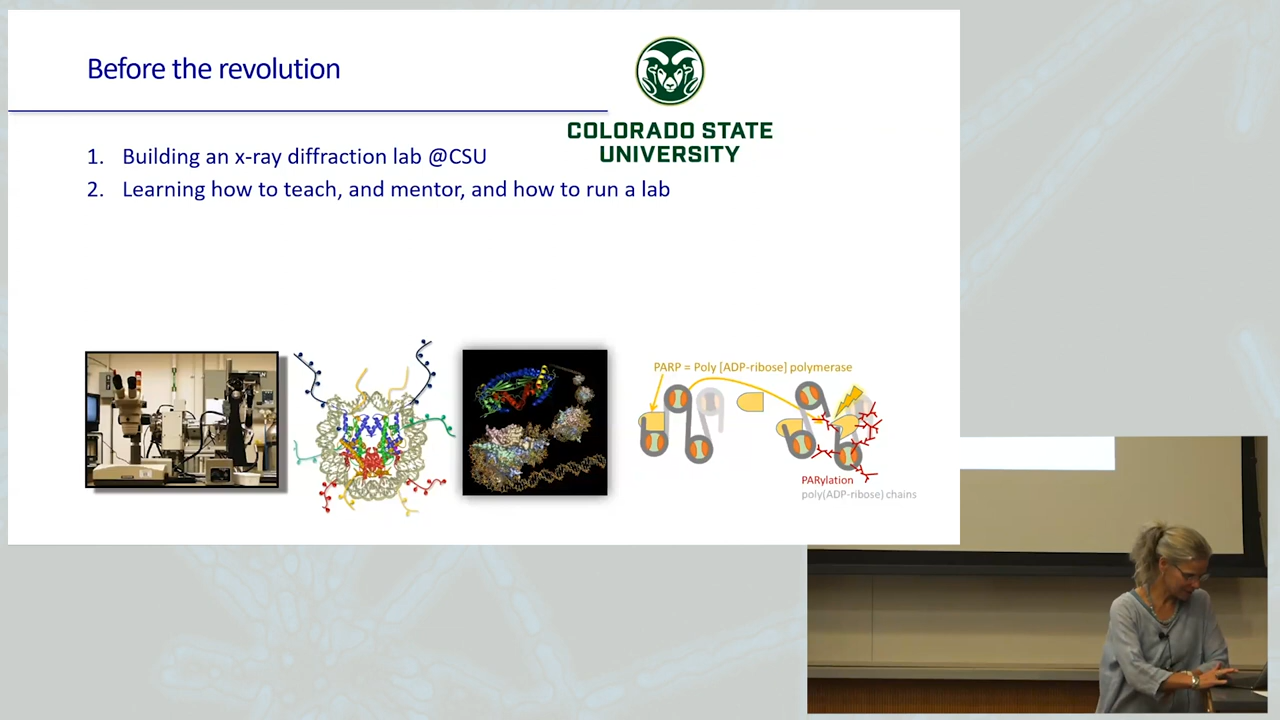 Before the revolution
COLORADO STATE
UNIVERSITY
1. Building an x-ray diffraction lab @CSU
2. Learning how to teach, and mentor, and how to run a lab
PARP = Poly [ADP-ribose] polymerase
PARylation
poly(ADP-ribose) chains